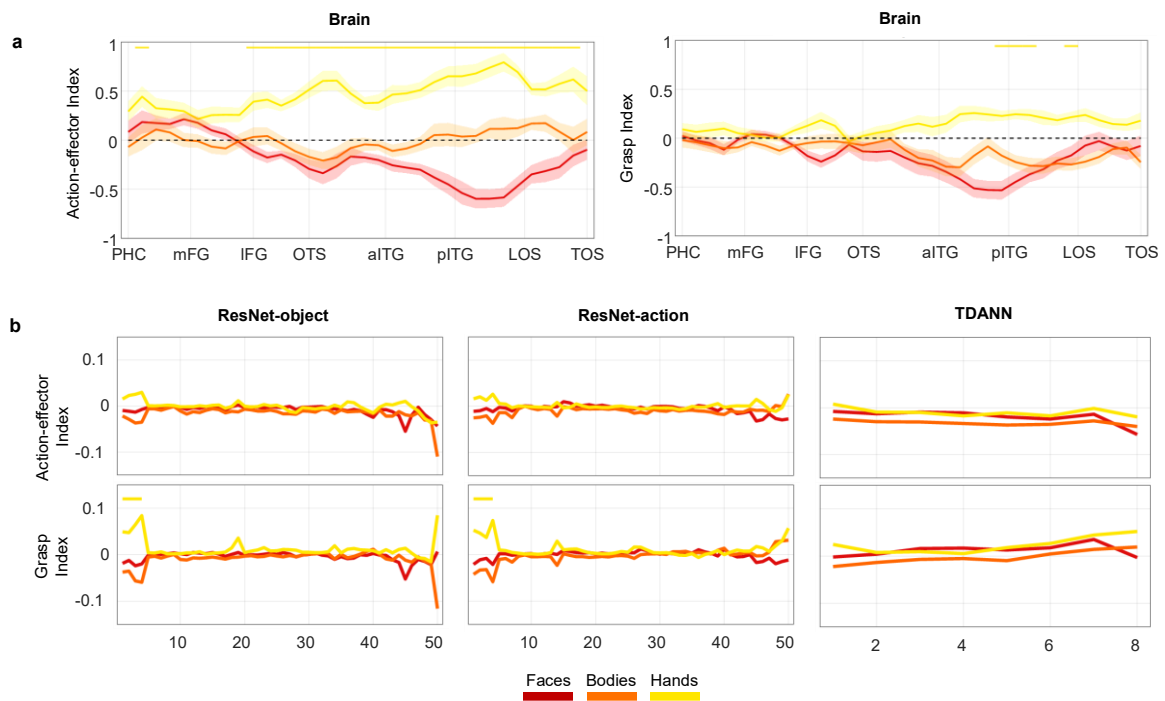 Brain
Brain
a
Action-effector Index
1
0.5
0
-0.5
-1
PHC mFG lFG OTS aITG pITG LOS TOS
Grasp Index
1
0.5
0
-0.5
-1
PHC mFG lFG OTS aITG pITG LOS TOS
b
ResNet-object
ResNet-action
TDANN
Action-effector
Index
0.1
0
-0.1
Grasp
Index
0.1
0
-0.1
10 20 30 40 50
10 20 30 40 50
2 4 6 8
Faces Bodies Hands